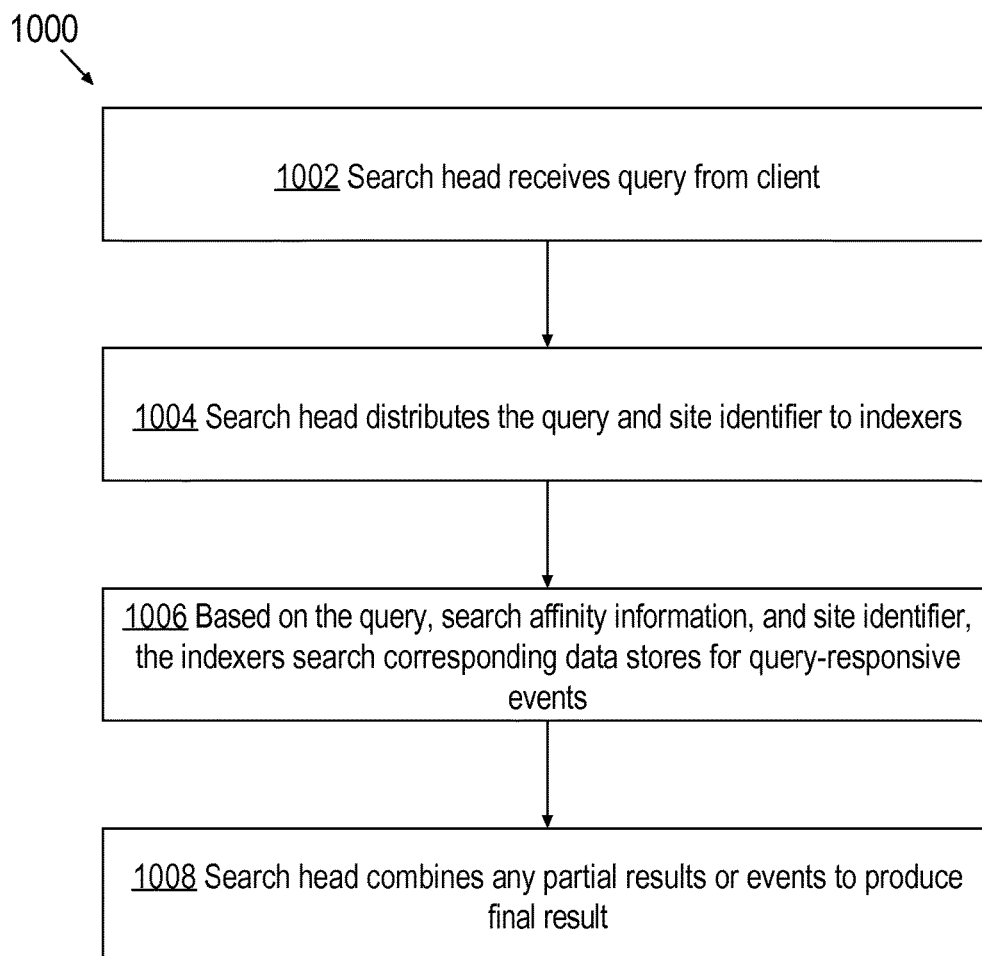 1000
1002 Search head receives query from client
1004 Search head distributes the query and site identifier to indexers
1006 Based on the query, search affinity information, and site identifier,
the indexers search corresponding data stores for query-responsive
events
1008 Search head combines any partial results or events to produce
final result